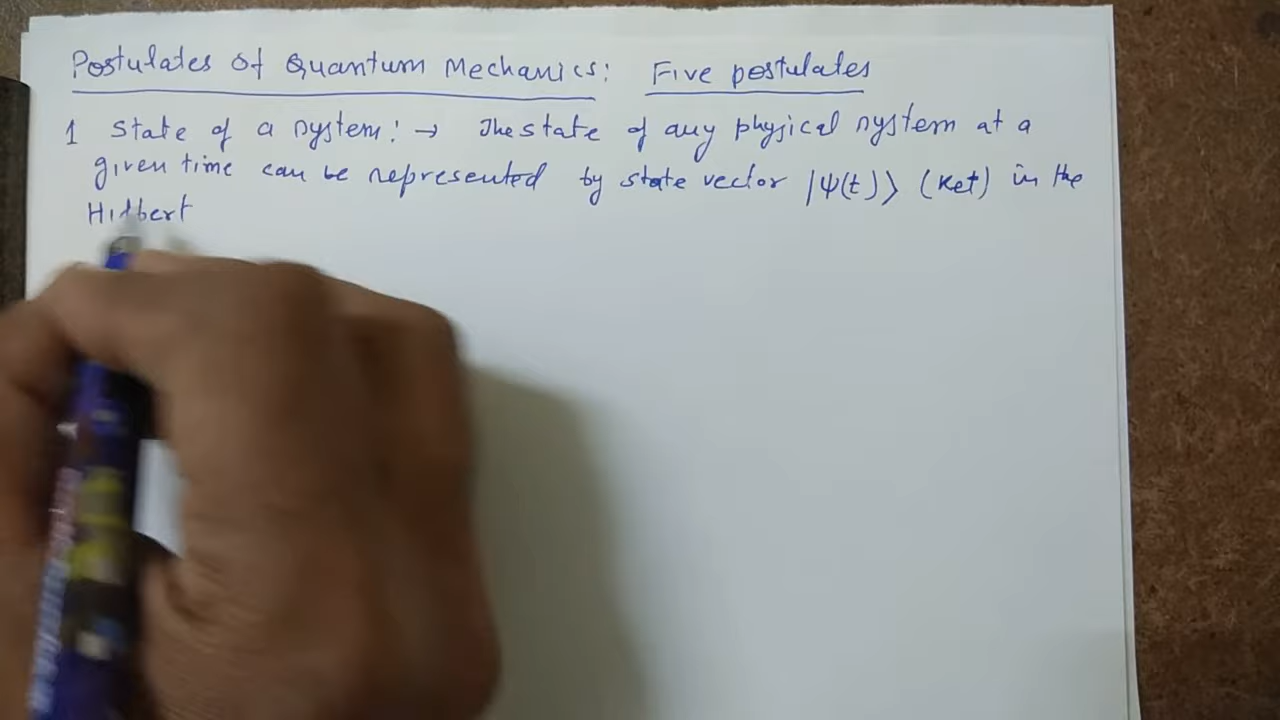 Postulates of Quantum Mechanics: Five postulates
1 State of a system: → The state of any physical system at a
given time can be represented by state vector |Ψ(t)⟩ (Ket) in the
Hilbert